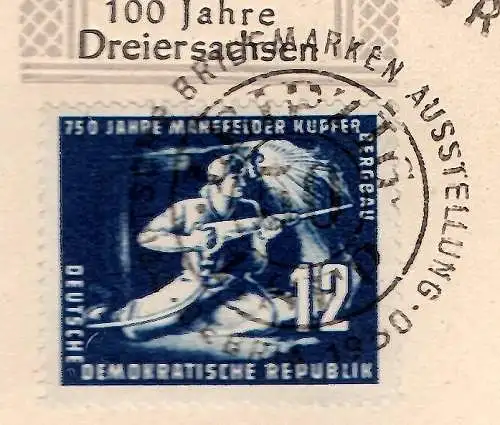 100 Jahre
Dreiersachsen
BRIEFMARKEN AUSSTELLUNG
750 JAHRE MANSFELDER KUPFER
BERGBAU
12
DEUTSCHE
DEMOKRATISCHE REPUBLIK